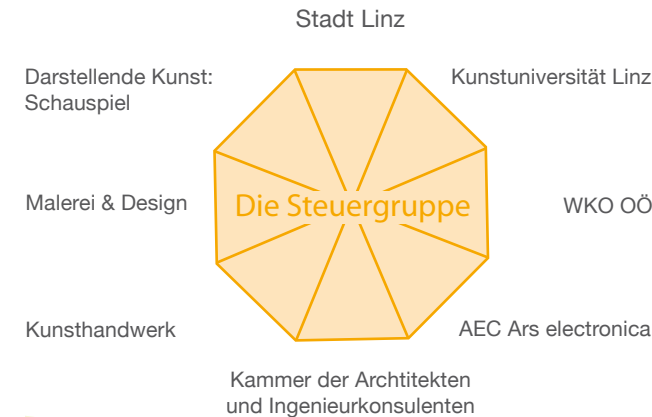 Stadt Linz
Darstellende Kunst:
Schauspiel
Kunstuniversität Linz
Malerei & Design
Die Steuergruppe
WKO OÖ
Kunsthandwerk
AEC Ars electronica
Kammer der Archtitekten
und Ingenieurkonsulenten